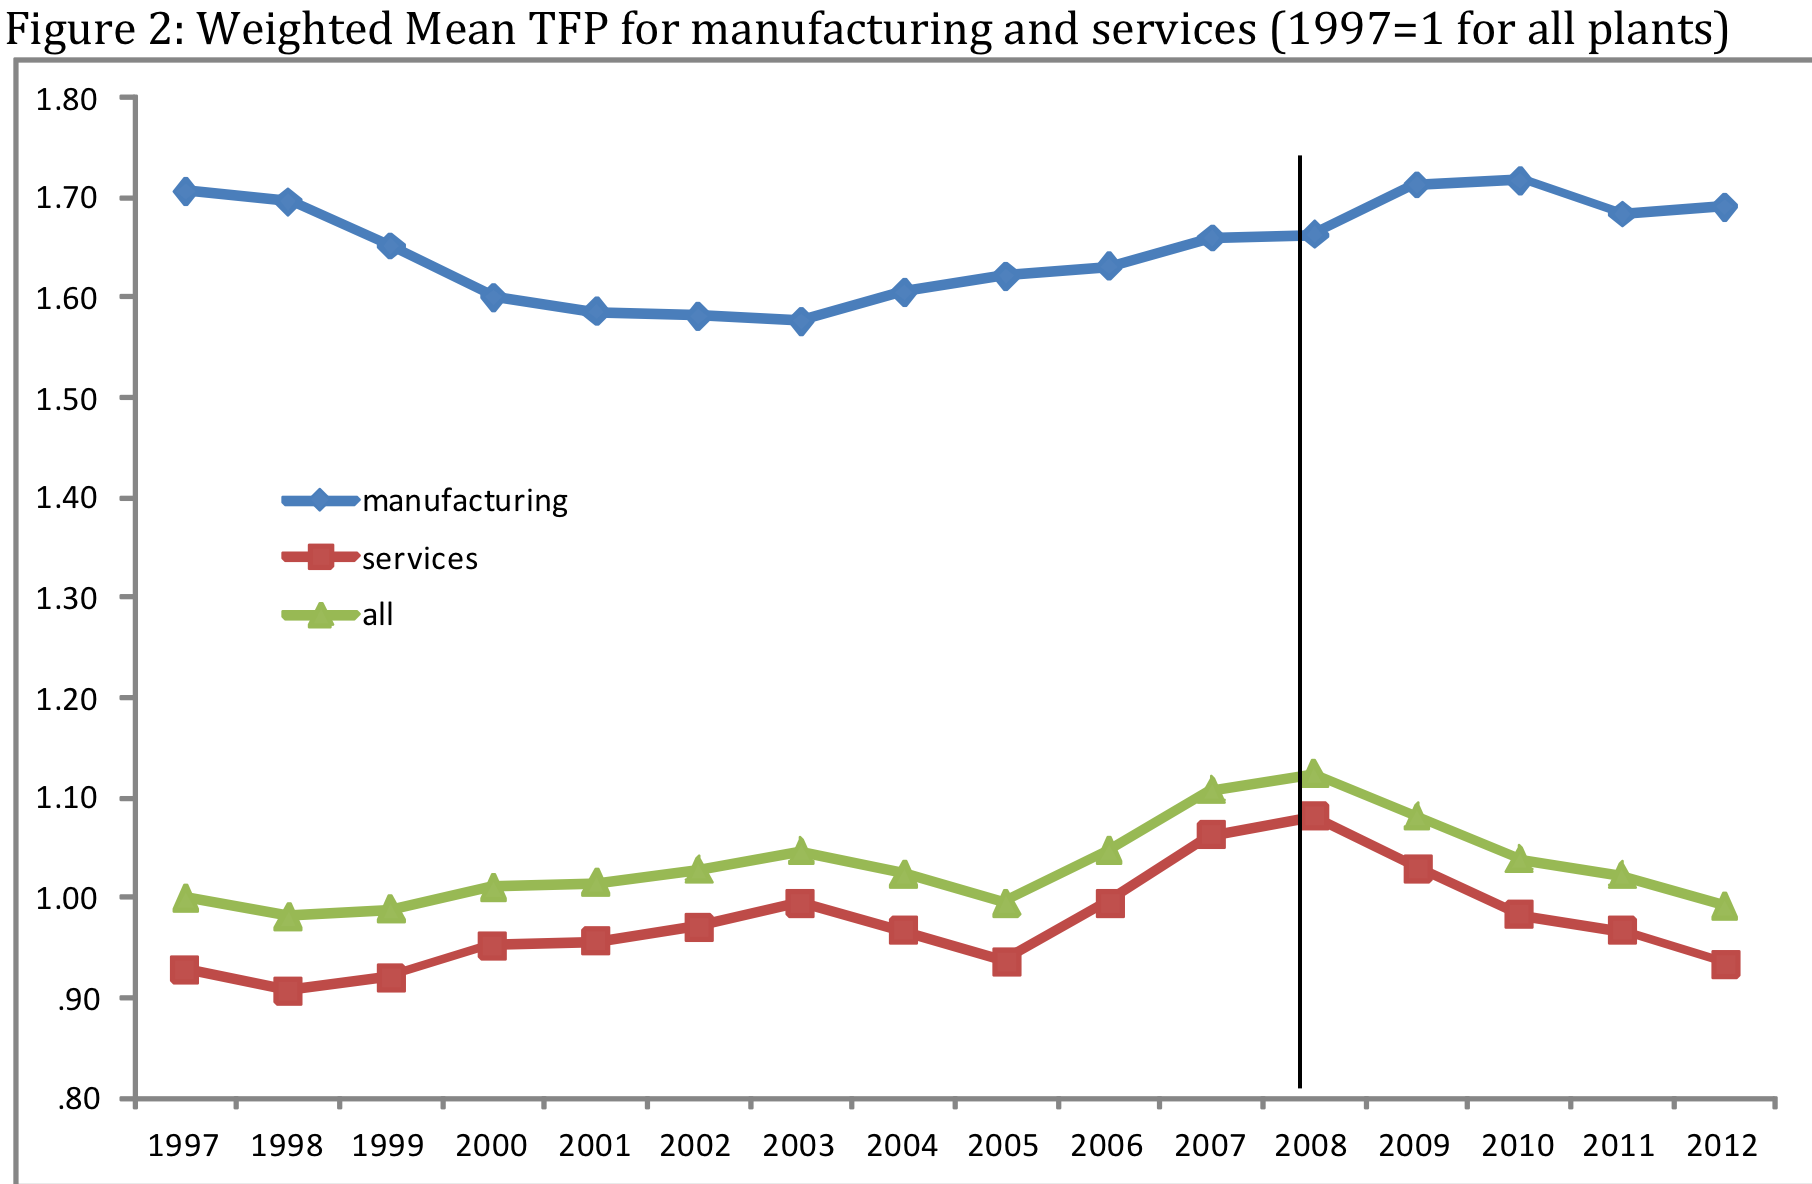 Figure 2: Weighted Mean TFP for manufacturing and services (1997=1 for all plants)
1.80
1.70
1.60
1.50
1.40
1.30
1.20
1.10
1.00
.90
.80
manufacturing
services
all
1997 1998 1999 2000 2001 2002 2003 2004 2005 2006 2007 2008 2009 2010 2011 2012